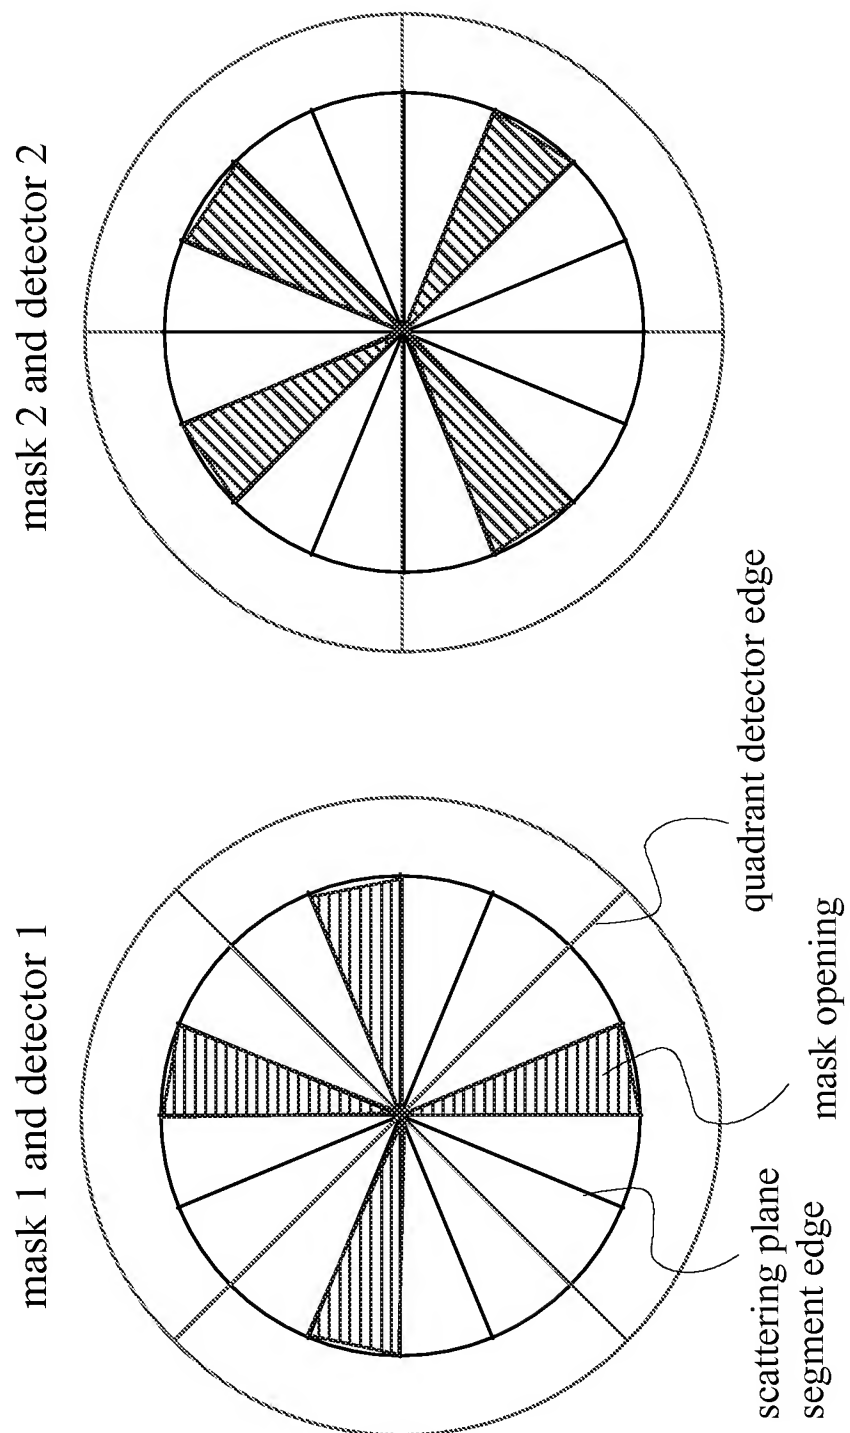 mask 1 and detector 1
mask 2 and detector 2
scattering plane
segment edge
mask opening
quadrant detector edge